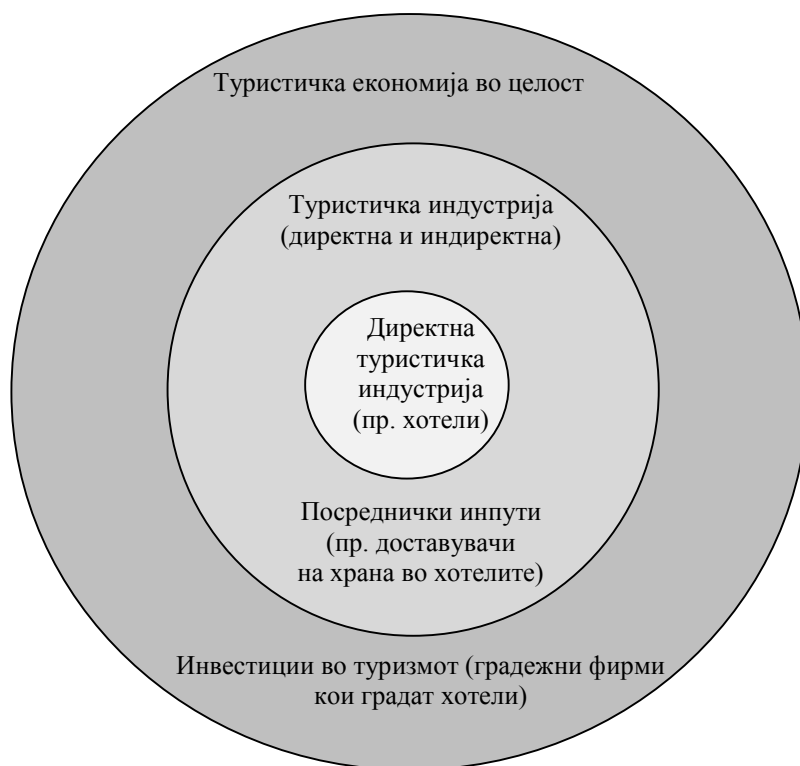 Туристичка економија во целост
Туристичка индустрија
(директна и индиректна)
Директна
туристичка
индустрија
(пр. хотели)
Посреднички инпути
(пр. доставувачи
на храна во хотелите)
Инвестиции во туризмот (градежни фирми
кои градат хотели)